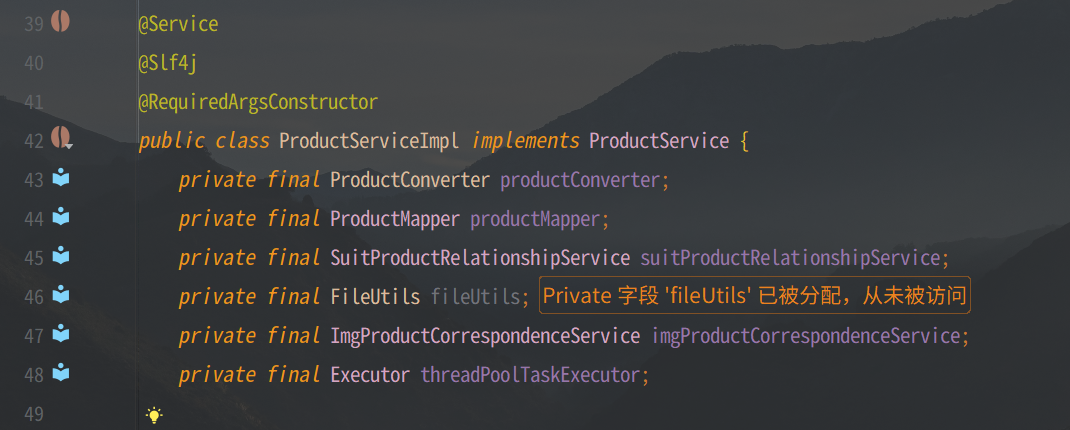 39 @Service
40 @Slf4j
41 @RequiredArgsConstructor
42 public class ProductServiceImpl implements ProductService {
43 private final ProductConverter productConverter;
44 private final ProductMapper productMapper;
45 private final SuitProductRelationshipService suitProductRelationshipService;
46 private final FileUtils fileUtils; Private 字段 'fileUtils' 已被分配，从未被访问
47 private final ImgProductCorrespondenceService imgProductCorrespondenceService;
48 private final Executor threadPoolTaskExecutor;
49